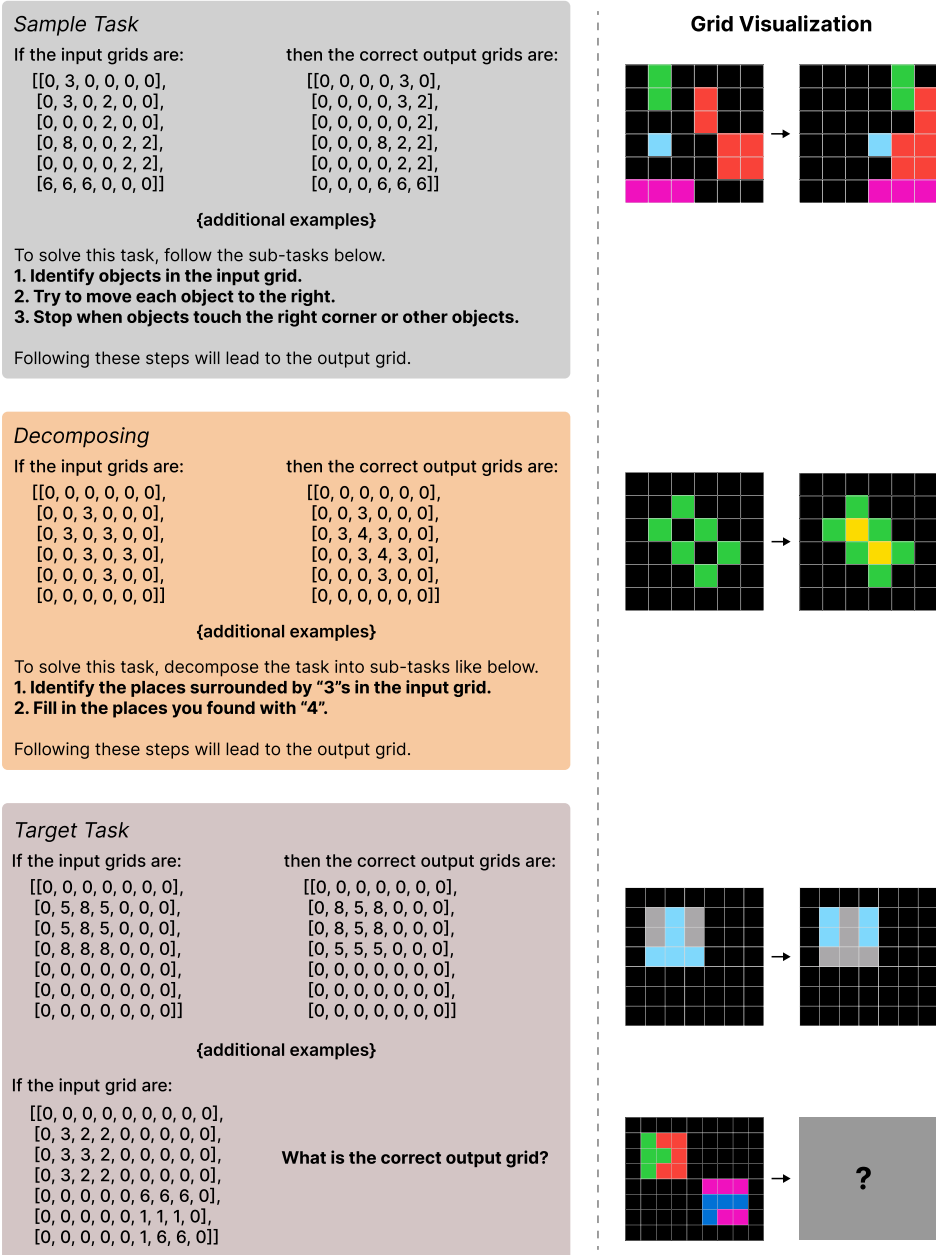 Sample Task
If the input grids are:
then the correct output grids are:
[[0, 3, 0, 0, 0, 0],
[0, 3, 0, 2, 0, 0],
[0, 0, 0, 2, 0, 0],
[0, 8, 0, 0, 2, 2],
[0, 0, 0, 0, 2, 2],
[6, 6, 6, 0, 0, 0]]
[[0, 0, 0, 0, 3, 0],
[0, 0, 0, 0, 3, 2],
[0, 0, 0, 0, 0, 2],
[0, 0, 0, 8, 2, 2],
[0, 0, 0, 0, 2, 2],
[0, 0, 0, 6, 6, 6]]
{additional examples}
To solve this task, follow the sub-tasks below.
1. Identify objects in the input grid.
2. Try to move each object to the right.
3. Stop when objects touch the right corner or other objects.
Following these steps will lead to the output grid.
Decomposing
If the input grids are:
then the correct output grids are:
[[0, 0, 0, 0, 0, 0],
[0, 0, 3, 0, 0, 0],
[0, 3, 0, 3, 0, 0],
[0, 0, 3, 0, 3, 0],
[0, 0, 0, 3, 0, 0],
[0, 0, 0, 0, 0, 0]]
[[0, 0, 0, 0, 0, 0],
[0, 0, 3, 0, 0, 0],
[0, 3, 4, 3, 0, 0],
[0, 0, 3, 4, 3, 0],
[0, 0, 0, 3, 0, 0],
[0, 0, 0, 0, 0, 0]]
{additional examples}
To solve this task, decompose the task into sub-tasks like below.
1. Identify the places surrounded by “3”s in the input grid.
2. Fill in the places you found with “4”.
Following these steps will lead to the output grid.
Target Task
If the input grids are:
then the correct output grids are:
[[0, 0, 0, 0, 0, 0, 0],
[0, 5, 8, 5, 0, 0, 0],
[0, 5, 8, 5, 0, 0, 0],
[0, 8, 8, 8, 0, 0, 0],
[0, 0, 0, 0, 0, 0, 0],
[0, 0, 0, 0, 0, 0, 0],
[0, 0, 0, 0, 0, 0, 0]]
[[0, 0, 0, 0, 0, 0, 0],
[0, 8, 5, 8, 0, 0, 0],
[0, 8, 5, 8, 0, 0, 0],
[0, 5, 5, 5, 0, 0, 0],
[0, 0, 0, 0, 0, 0, 0],
[0, 0, 0, 0, 0, 0, 0],
[0, 0, 0, 0, 0, 0, 0]]
{additional examples}
If the input grid are:
[[0, 0, 0, 0, 0, 0, 0, 0, 0],
[0, 3, 2, 2, 0, 0, 0, 0, 0],
[0, 3, 3, 2, 0, 0, 0, 0, 0],
[0, 3, 2, 2, 0, 0, 0, 0, 0],
[0, 0, 0, 0, 0, 6, 6, 6, 0],
[0, 0, 0, 0, 0, 1, 1, 1, 0],
[0, 0, 0, 0, 0, 1, 6, 6, 0]]
What is the correct output grid?
Grid Visualization
?